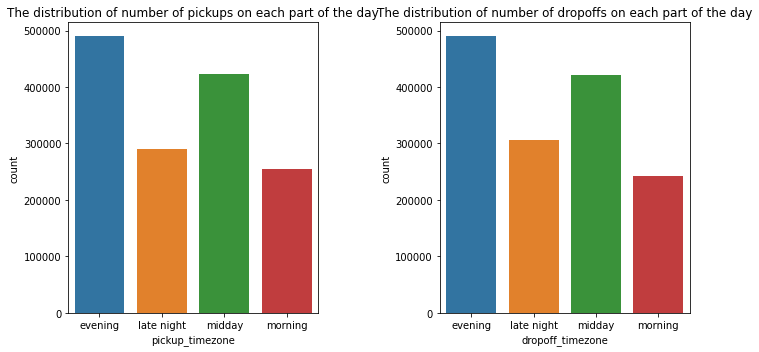 The distribution of number of pickups on each part of the day
500000
400000
300000
200000
100000
0
count
evening late night midday morning
pickup_timezone
The distribution of number of dropoffs on each part of the day
500000
400000
300000
200000
100000
0
count
evening late night midday morning
dropoff_timezone